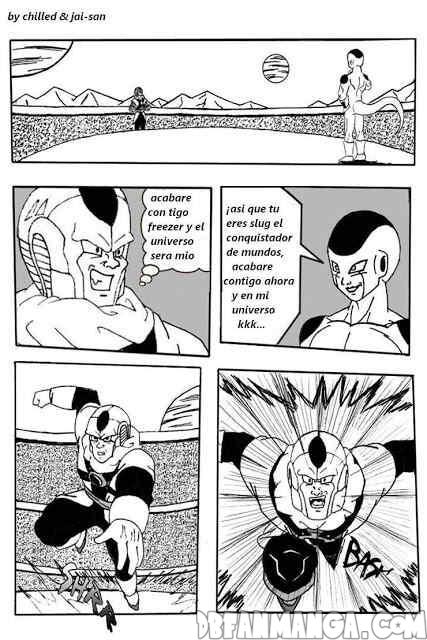 by chilled & jai-san
acabare
con tigo
freezer y el
universo
sera mio
¡asi que tu
eres slug el
conquistador
de mundos,
acabare
contigo ahora
y en mi
universo
kkk...
DBFANMANGA.COM